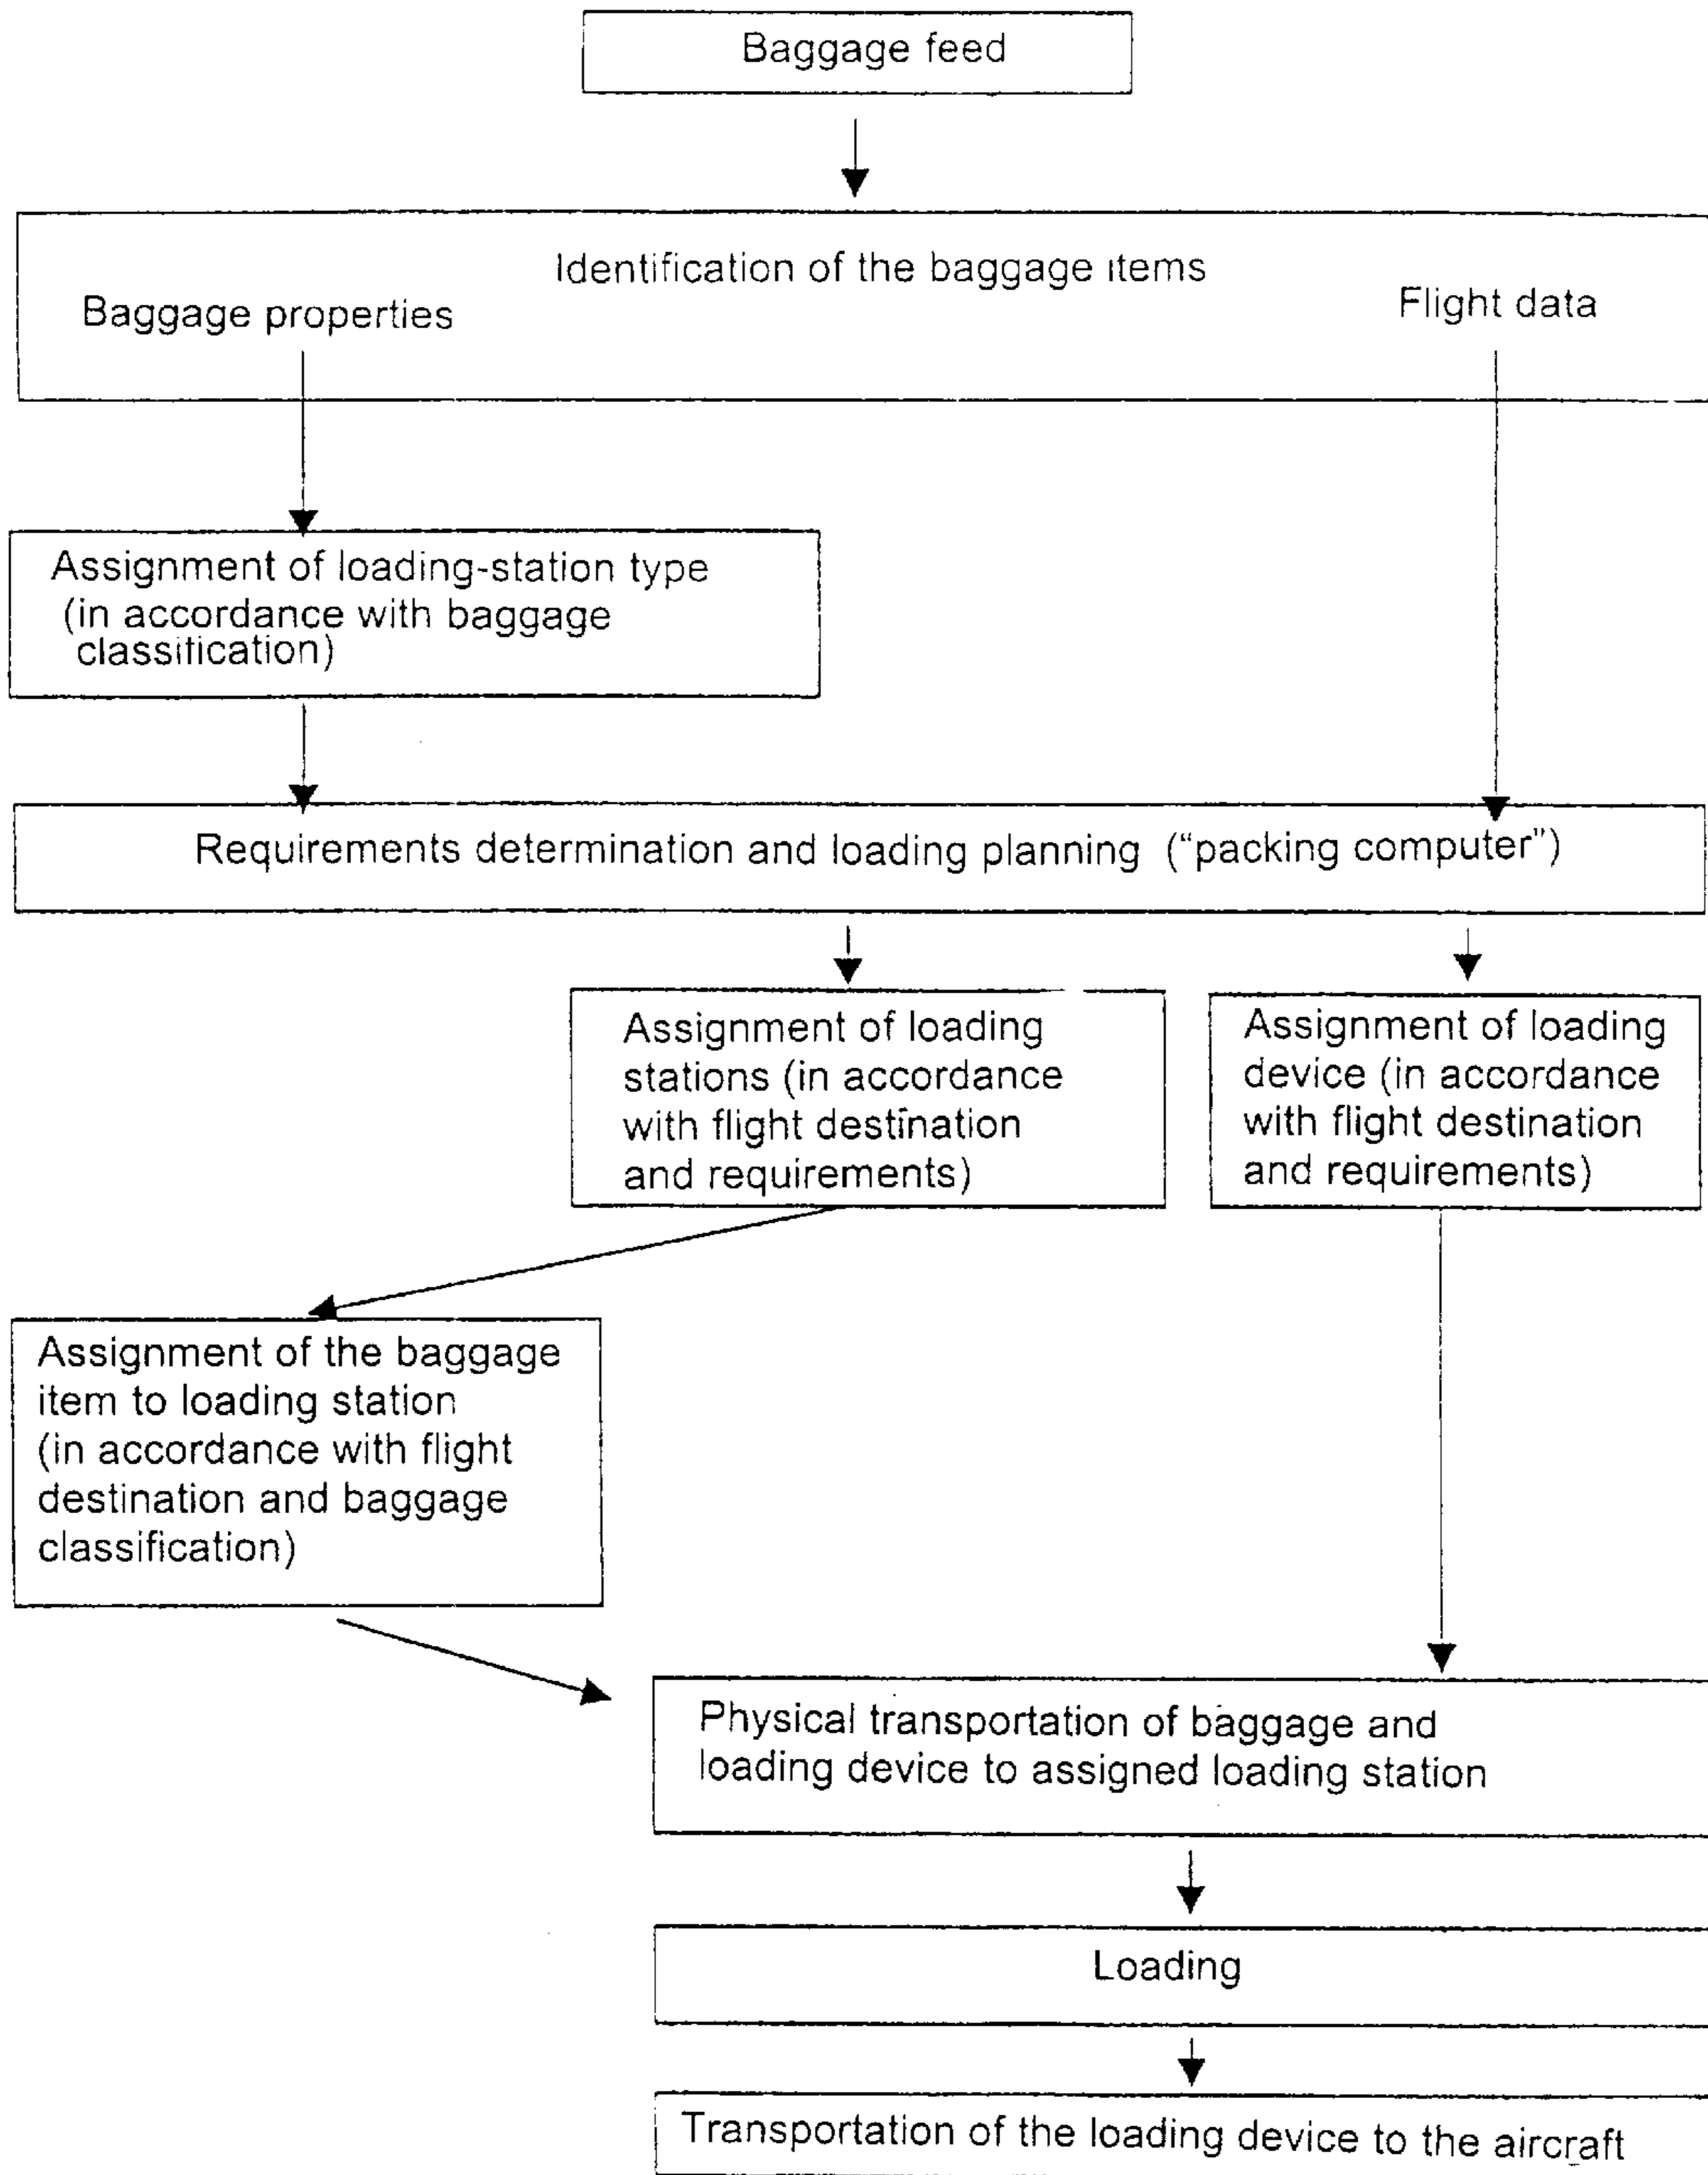 Baggage feed
Identification of the baggage items
Baggage properties
Flight data
Assignment of loading-station type
(in accordance with baggage
classification)
Requirements determination and loading planning (“packing computer”)
Assignment of loading
stations (in accordance
with flight destination
and requirements)
Assignment of loading
device (in accordance
with flight destination
and requirements)
Assignment of the baggage
item to loading station
(in accordance with flight
destination and baggage
classification)
Physical transportation of baggage and
loading device to assigned loading station
Loading
Transportation of the loading device to the aircraft